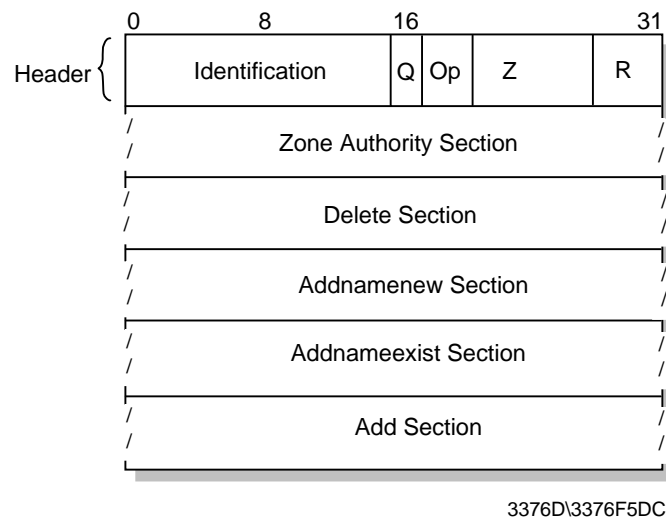 0 8 16 31
Header Identification Q Op Z R
Zone Authority Section
Delete Section
Addnamenew Section
Addnameexist Section
Add Section
3376D\3376F5DC